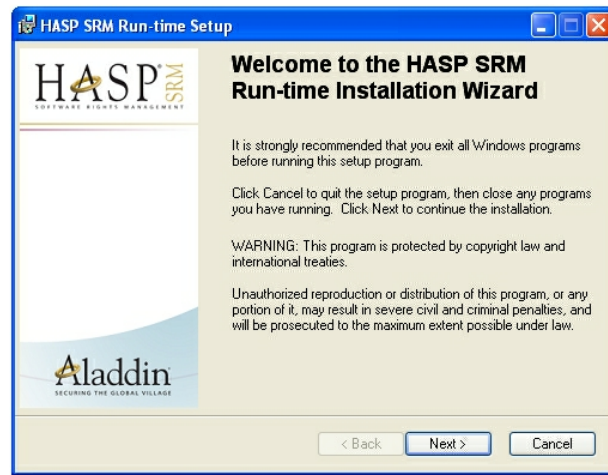 HASP SRM Run-time Setup
HASP SRM
SOFTWARE RIGHTS MANAGEMENT
Welcome to the HASP SRM
Run-time Installation Wizard
It is strongly recommended that you exit all Windows programs
before running this setup program.
Click Cancel to quit the setup program, then close any programs
you have running. Click Next to continue the installation.
WARNING: This program is protected by copyright law and
international treaties.
Unauthorized reproduction or distribution of this program, or any
portion of it, may result in severe civil and criminal penalties, and
will be prosecuted to the maximum extent possible under law.
Aladdin
SECURING THE GLOBAL VILLAGE
< Back
Next >
Cancel